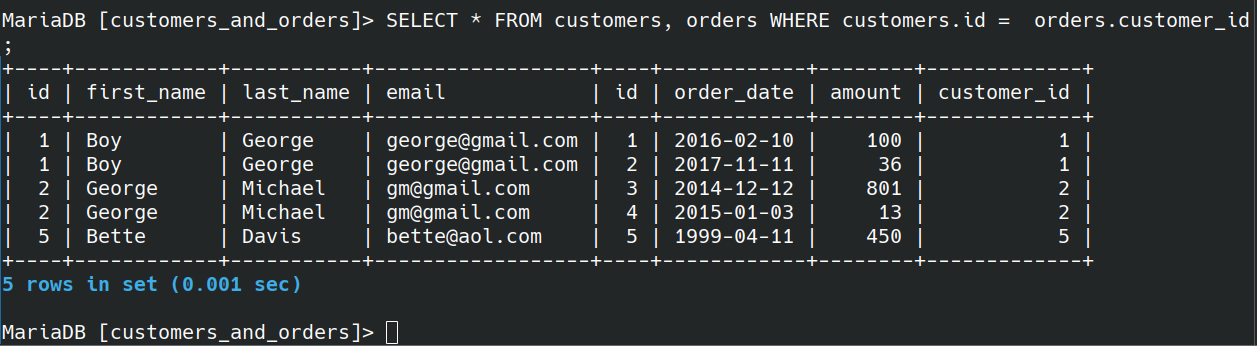 MariaDB [customers_and_orders]> SELECT * FROM customers, orders WHERE customers.id =  orders.customer_id
;
+----+------------+-----------+------------------+----+------------+--------+-------------+
| id | first_name | last_name | email            | id | order_date | amount | customer_id |
+----+------------+-----------+------------------+----+------------+--------+-------------+
|  1 | Boy        | George    | george@gmail.com |  1 | 2016-02-10 |    100 |           1 |
|  1 | Boy        | George    | george@gmail.com |  2 | 2017-11-11 |     36 |           1 |
|  2 | George     | Michael   | gm@gmail.com     |  3 | 2014-12-12 |    801 |           2 |
|  2 | George     | Michael   | gm@gmail.com     |  4 | 2015-01-03 |     13 |           2 |
|  5 | Bette      | Davis     | bette@aol.com    |  5 | 1999-04-11 |    450 |           5 |
+----+------------+-----------+------------------+----+------------+--------+-------------+
5 rows in set (0.001 sec)
MariaDB [customers_and_orders]>